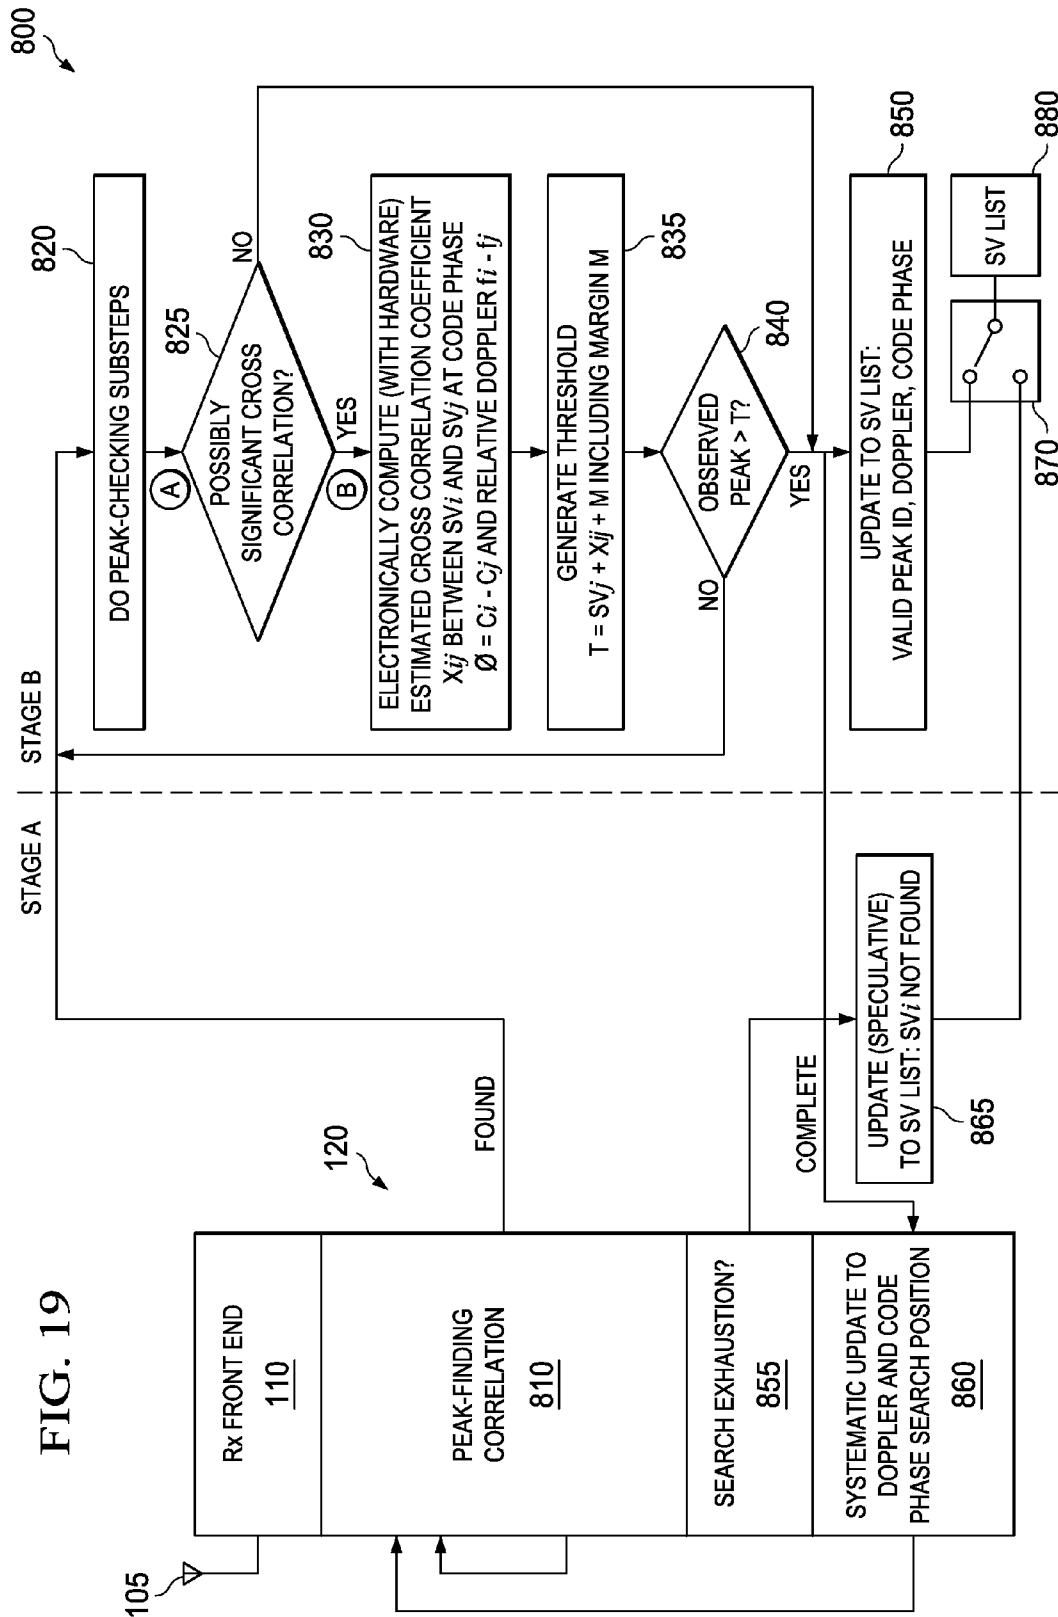 FIG. 19
800
STAGE A
STAGE B
105
120
Rx FRONT END
110
PEAK-FINDING
CORRELATION
810
SEARCH EXHAUSTION?
855
SYSTEMATIC UPDATE TO
DOPPLER AND CODE
PHASE SEARCH POSITION
860
FOUND
COMPLETE
UPDATE (SPECULATIVE)
TO SV LIST: SVi NOT FOUND
865
820
DO PEAK-CHECKING SUBSTEPS
A
825
POSSIBLY
SIGNIFICANT CROSS
CORRELATION?
NO
YES
B
830
ELECTRONICALLY COMPUTE (WITH HARDWARE)
ESTIMATED CROSS CORRELATION COEFFICIENT
Xij BETWEEN SVi AND SVj AT CODE PHASE
Ø = Ci - Cj AND RELATIVE DOPPLER fi - fj
835
GENERATE THRESHOLD
T = SVj + Xij + M INCLUDING MARGIN M
840
OBSERVED
PEAK > T?
NO
YES
850
UPDATE TO SV LIST:
VALID PEAK ID, DOPPLER, CODE PHASE
870
SV LIST
880